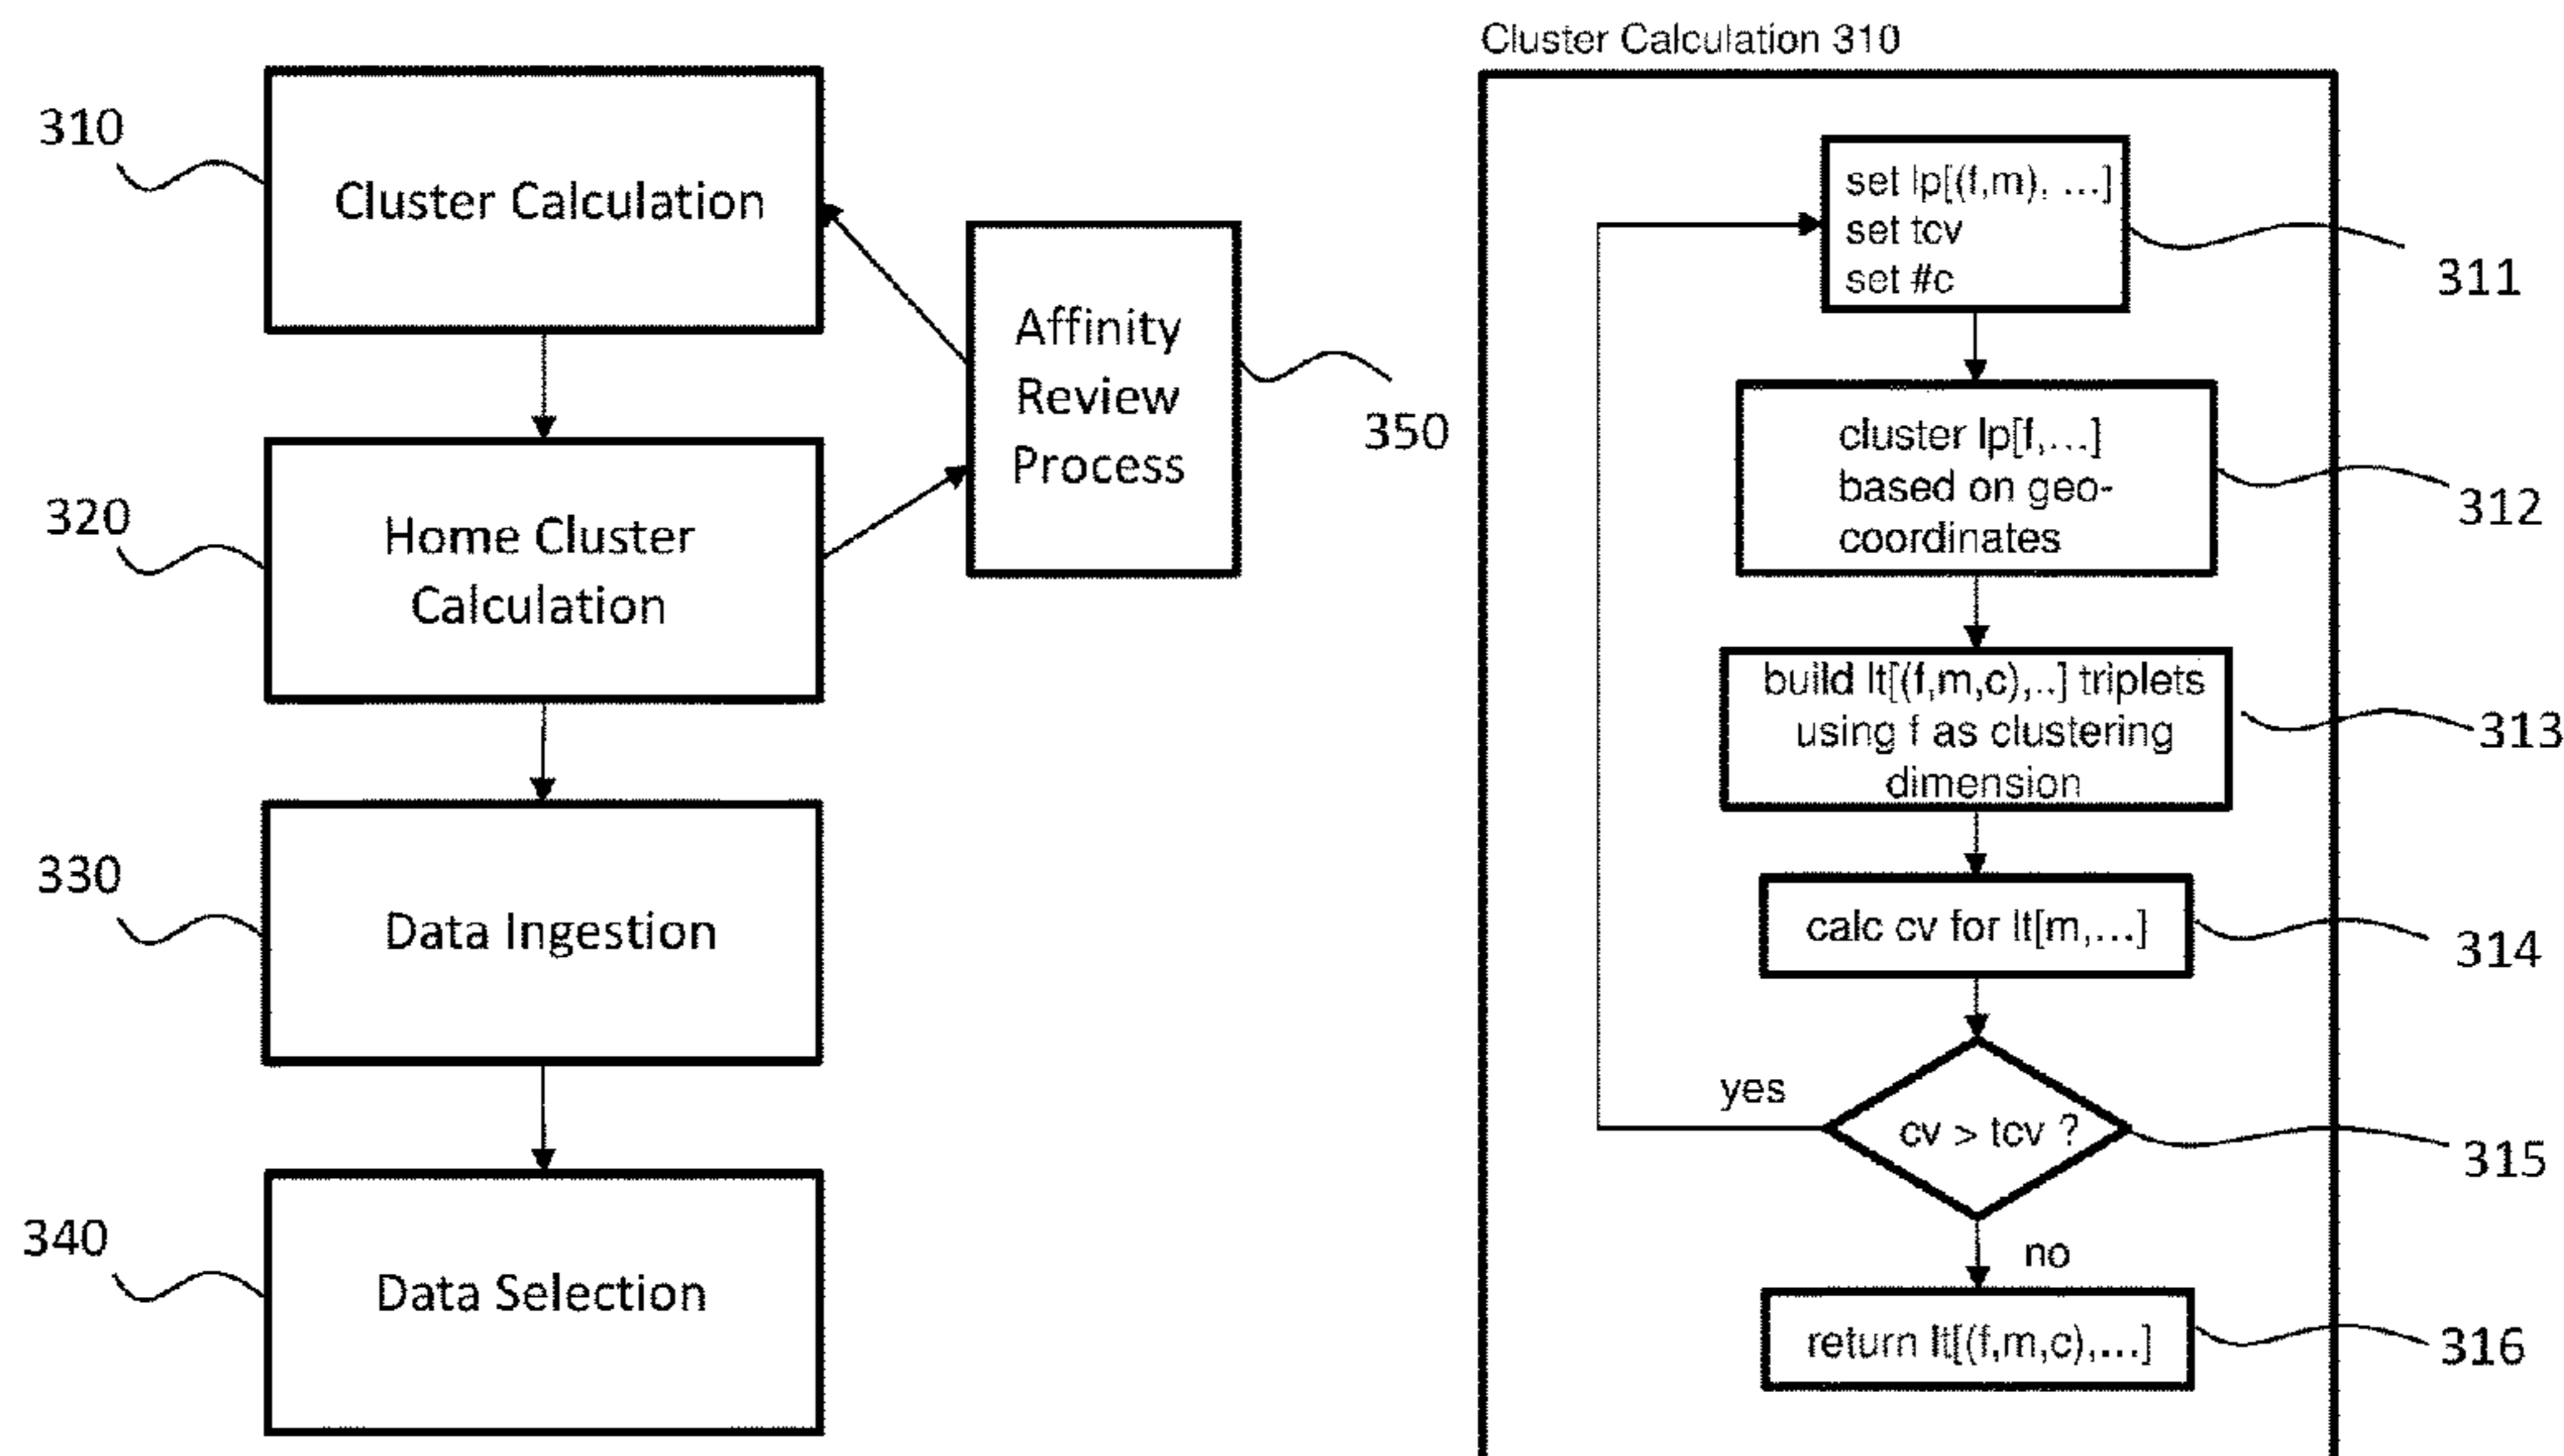 310
Cluster Calculation
320
Home Cluster
Calculation
330
Data Ingestion
340
Data Selection
Affinity
Review
Process
350
Cluster Calculation 310
set lp[(f,m), ...]
set tcv
set #c
311
cluster lp[f,...]
based on geo-
coordinates
312
build lt[(f,m,c),..] triplets
using f as clustering
dimension
313
calc cv for lt[m,...]
314
yes
cv > tcv ?
315
no
return lt[(f,m,c),...]
316